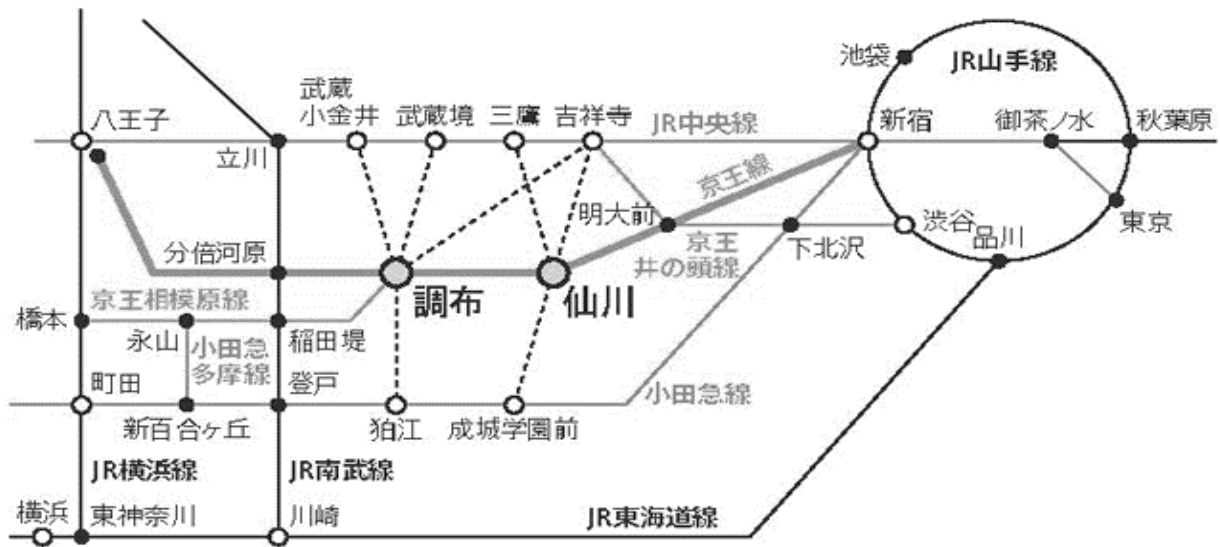 池袋
JR山手線
八王子
武蔵
小金井
武蔵境
三鷹
吉祥寺
JR中央線
新宿
御茶ノ水
秋葉原
立川
京王線
明大前
渋谷
東京
分倍河原
京王
井の頭線
下北沢
品川
京王相模原線
調布
仙川
橋本
永山
小田急
多摩線
稲田堤
町田
登戸
小田急線
新百合ヶ丘
狛江
成城学園前
JR横浜線
JR南武線
横浜
東神奈川
川崎
JR東海道線